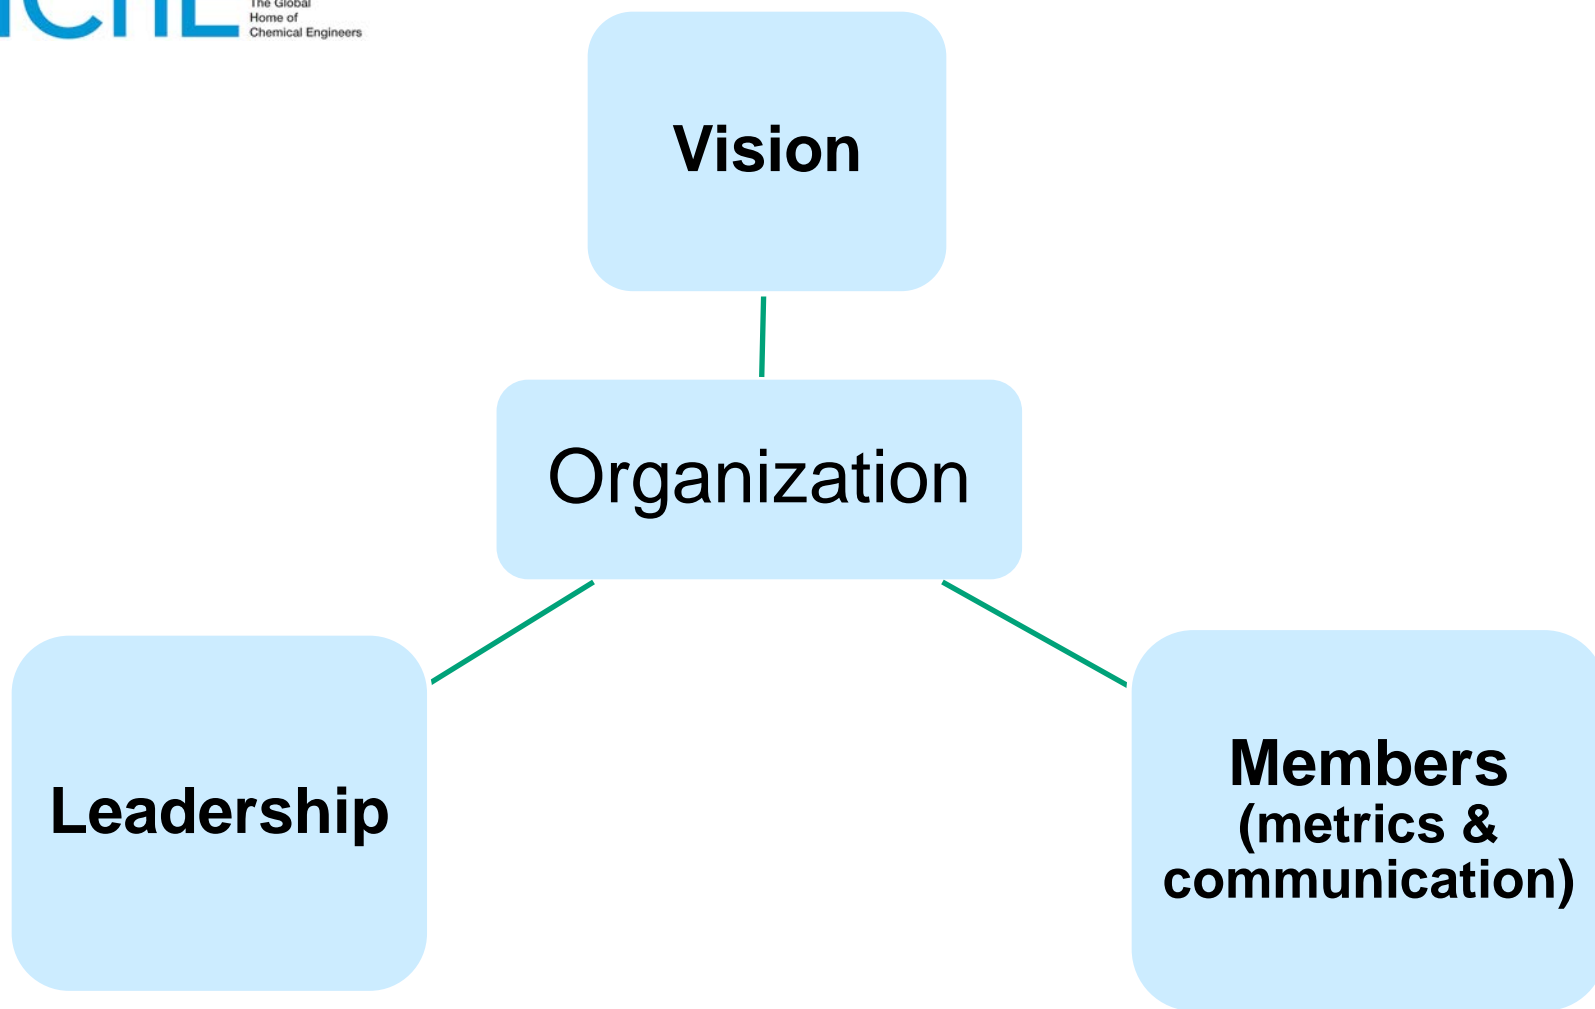 The Global
Home of
Chemical Engineers
Vision
Organization
Leadership
Members
(metrics &
communication)